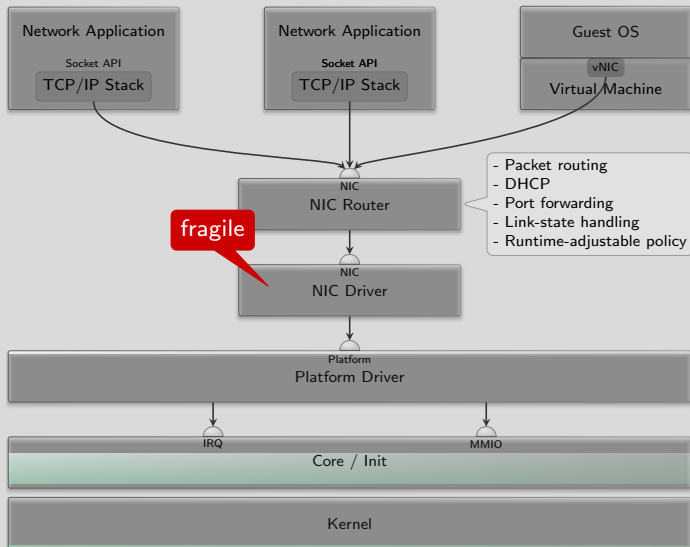 Network Application
Network Application
Guest OS
Socket API
Socket API
vNIC
TCP/IP Stack
TCP/IP Stack
Virtual Machine
- Packet routing
- DHCP
- Port forwarding
- Link-state handling
- Runtime-adjustable policy
NIC
NIC Router
fragile
NIC
NIC Driver
Platform
Platform Driver
IRQ
MMIO
Core / Init
Kernel